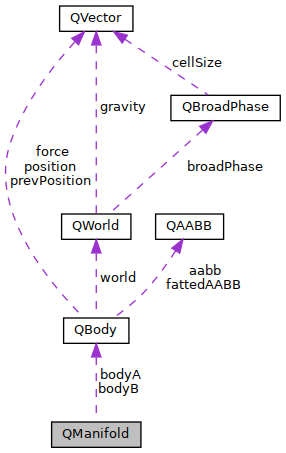 QVector
cellSize
QBroadPhase
gravity
force
position
prevPosition
broadPhase
QWorld
QAABB
world
aabb
fattedAABB
QBody
bodyA
bodyB
QManifold